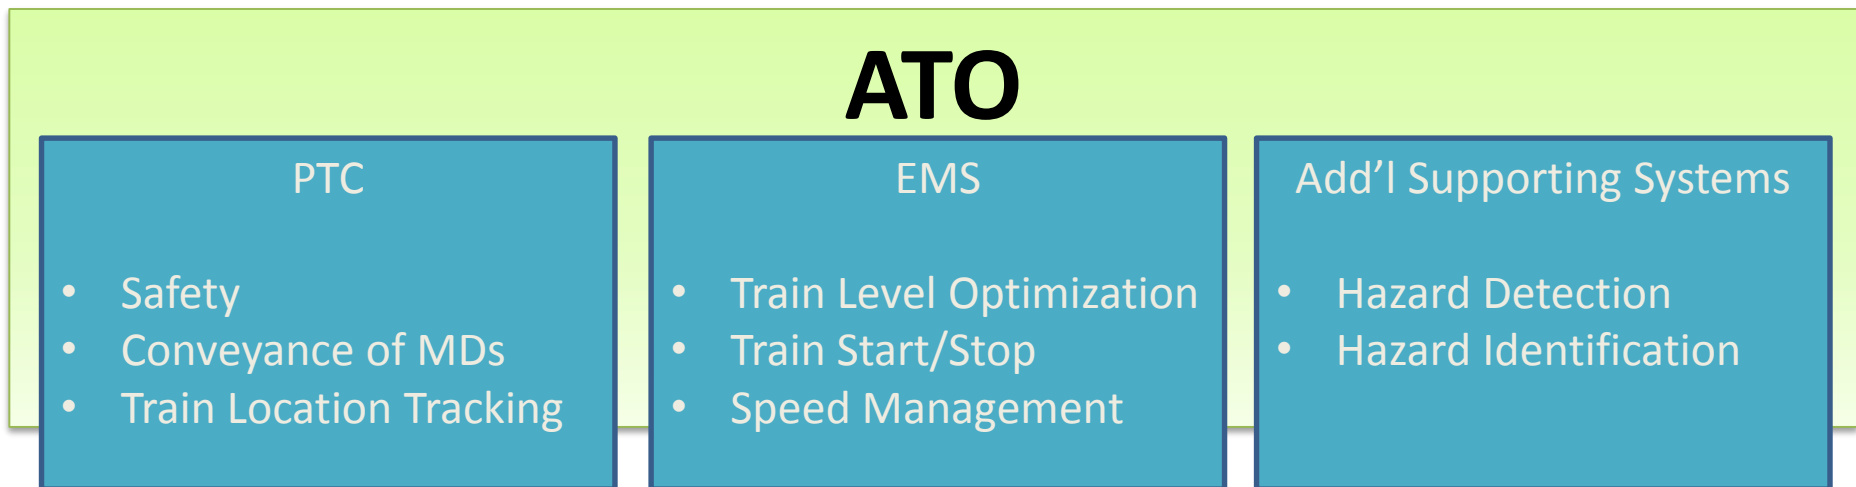 ATO
PTC
• Safety
• Conveyance of MDs
• Train Location Tracking
EMS
• Train Level Optimization
• Train Start/Stop
• Speed Management
Add’l Supporting Systems
• Hazard Detection
• Hazard Identification